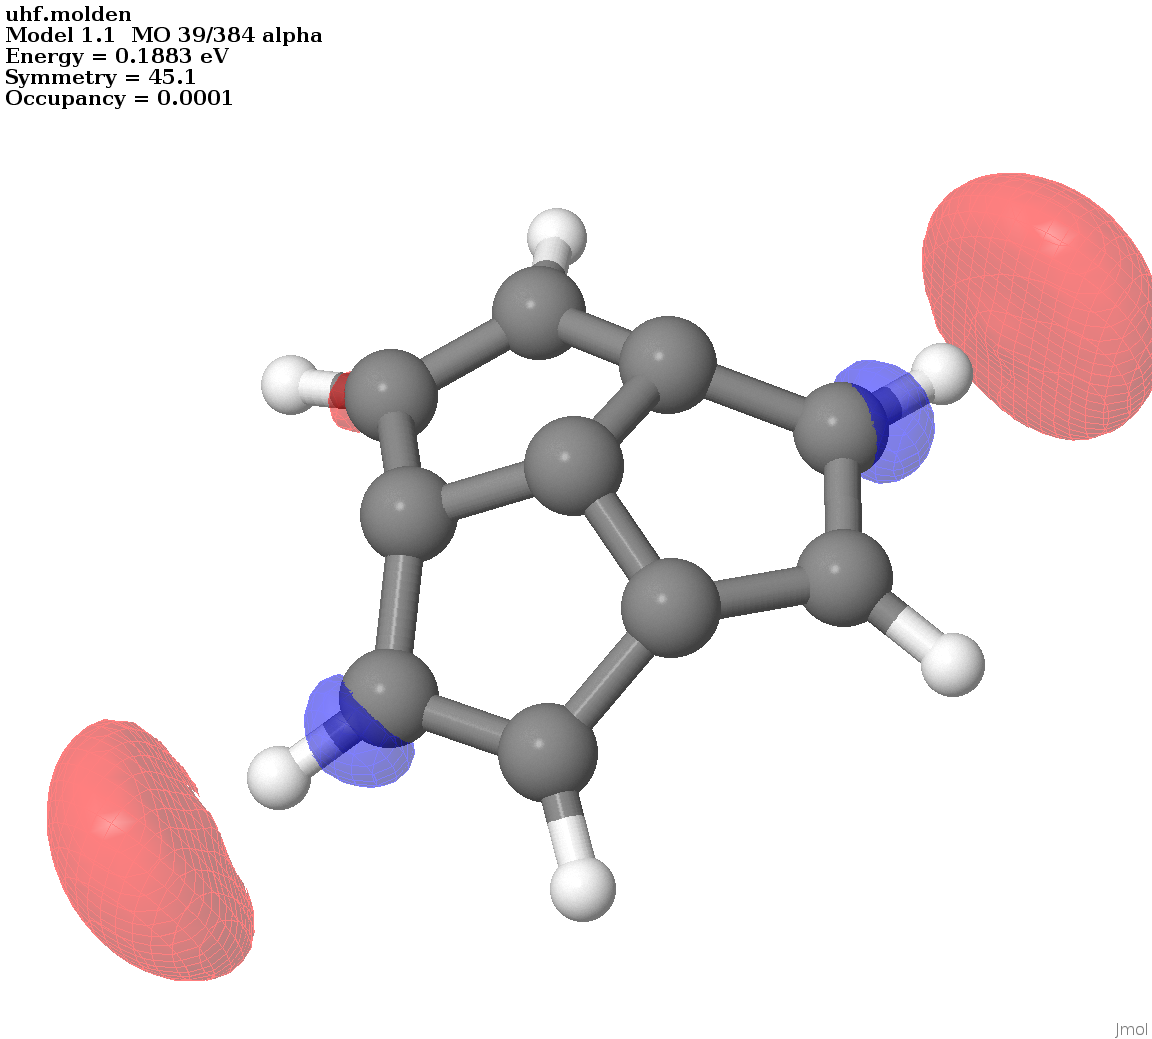 uhf.molden
Model 1.1  MO 39/384 alpha
Energy = 0.1883 eV
Symmetry = 45.1
Occupancy = 0.0001
Jmol